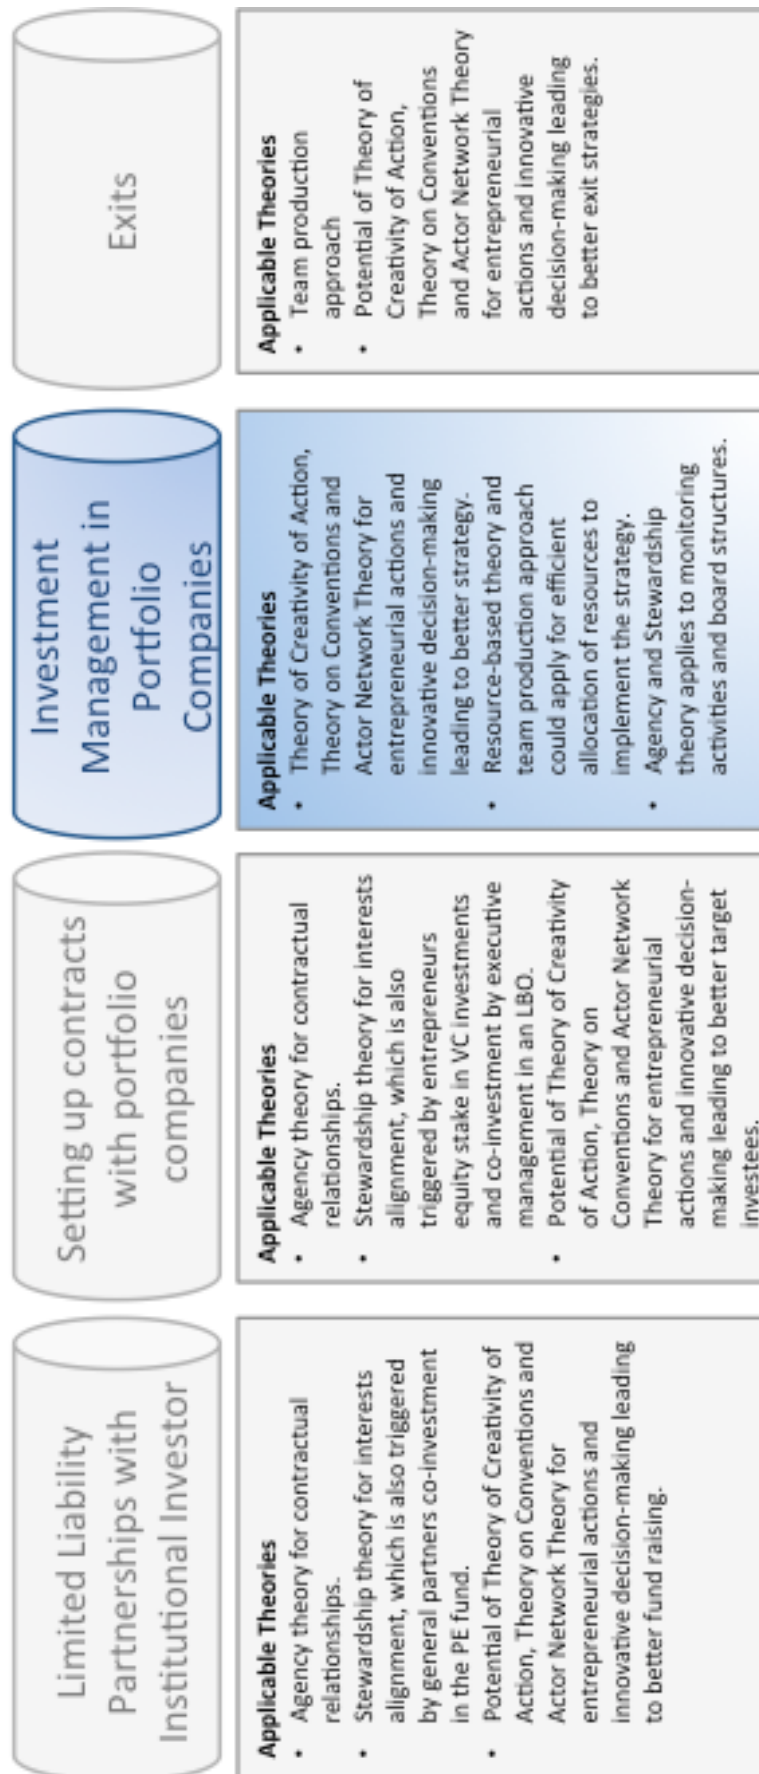 Limited Liability
Partnerships with
Institutional Investor
Applicable Theories
• Agency theory for contractual
relationships.
• Stewardship theory for interests
alignment, which is also triggered
by general partners co-investment
in the PE fund.
• Potential of Theory of Creativity of
Action, Theory on Conventions and
Actor Network Theory for
entrepreneurial actions and
innovative decision-making leading
to better fund raising.
Setting up contracts
with portfolio
companies
Applicable Theories
• Agency theory for contractual
relationships.
• Stewardship theory for interests
alignment, which is also
triggered by entrepreneurs
equity stake in VC investments
and co-investment by executive
management in an LBO.
• Potential of Theory of Creativity
of Action, Theory on
Conventions and Actor Network
Theory for entrepreneurial
actions and innovative decision-
making leading to better target
investees.
Investment
Management in
Portfolio
Companies
Applicable Theories
• Theory of Creativity of Action,
Theory on Conventions and
Actor Network Theory for
entrepreneurial actions and
innovative decision-making
leading to better strategy.
• Resource-based theory and
team production approach
could apply for efficient
allocation of resources to
implement the strategy.
• Agency and Stewardship
theory applies to monitoring
activities and board structures.
Exits
Applicable Theories
• Team production
approach
• Potential of Theory of
Creativity of Action,
Theory on Conventions
and Actor Network Theory
for entrepreneurial
actions and innovative
decision-making leading
to better exit strategies.